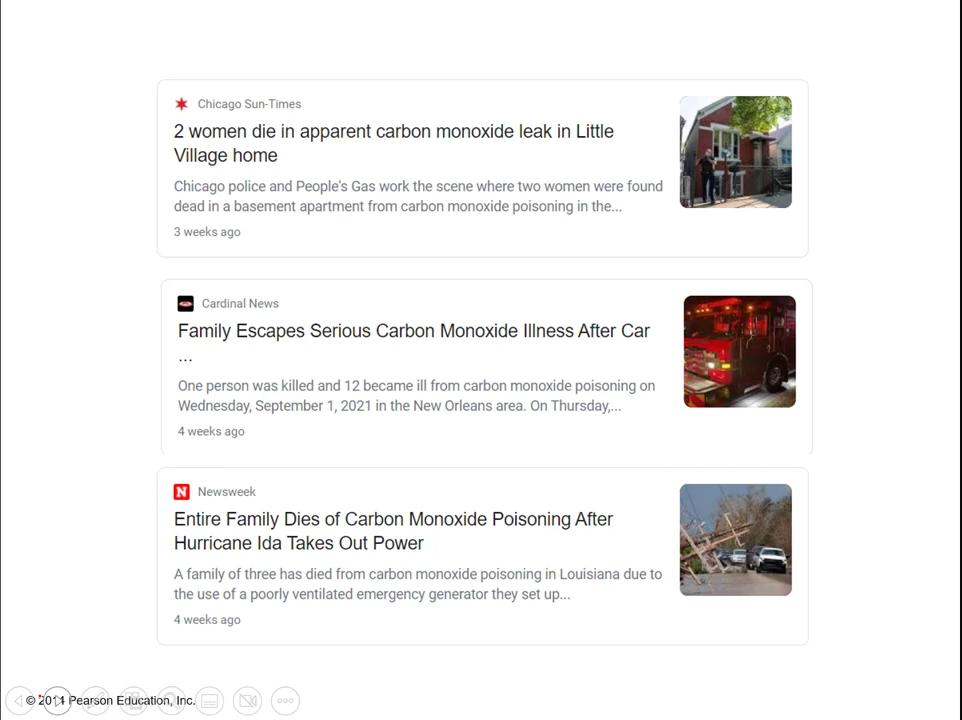 Chicago Sun-Times
2 women die in apparent carbon monoxide leak in Little
Village home
Chicago police and People's Gas work the scene where two women were found
dead in a basement apartment from carbon monoxide poisoning in the...
3 weeks ago
Cardinal News
Family Escapes Serious Carbon Monoxide Illness After Car
...
One person was killed and 12 became ill from carbon monoxide poisoning on
Wednesday, September 1, 2021 in the New Orleans area. On Thursday,...
4 weeks ago
N Newsweek
Entire Family Dies of Carbon Monoxide Poisoning After
Hurricane Ida Takes Out Power
A family of three has died from carbon monoxide poisoning in Louisiana due to
the use of a poorly ventilated emergency generator they set up...
4 weeks ago
© 2014 Pearson Education, Inc.